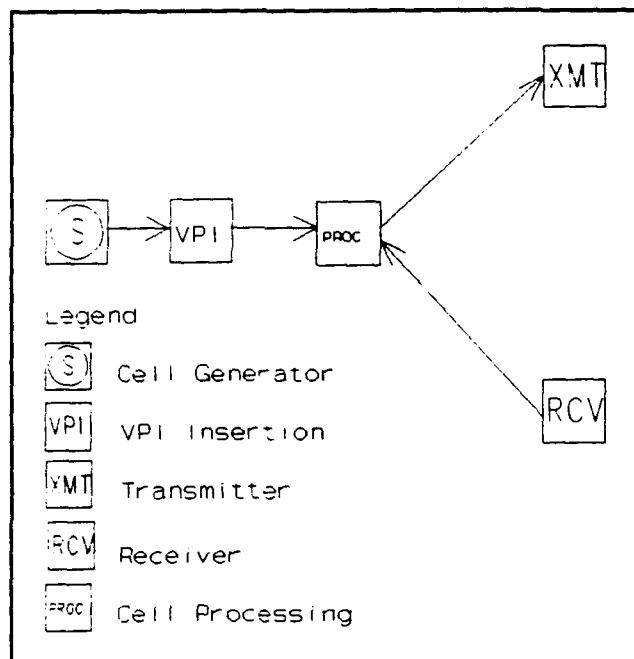 XMT
S
VPI
PROC
RCV
Legend
S Cell Generator
VPI VPI Insertion
XMT Transmitter
RCV Receiver
PROC Cell Processing